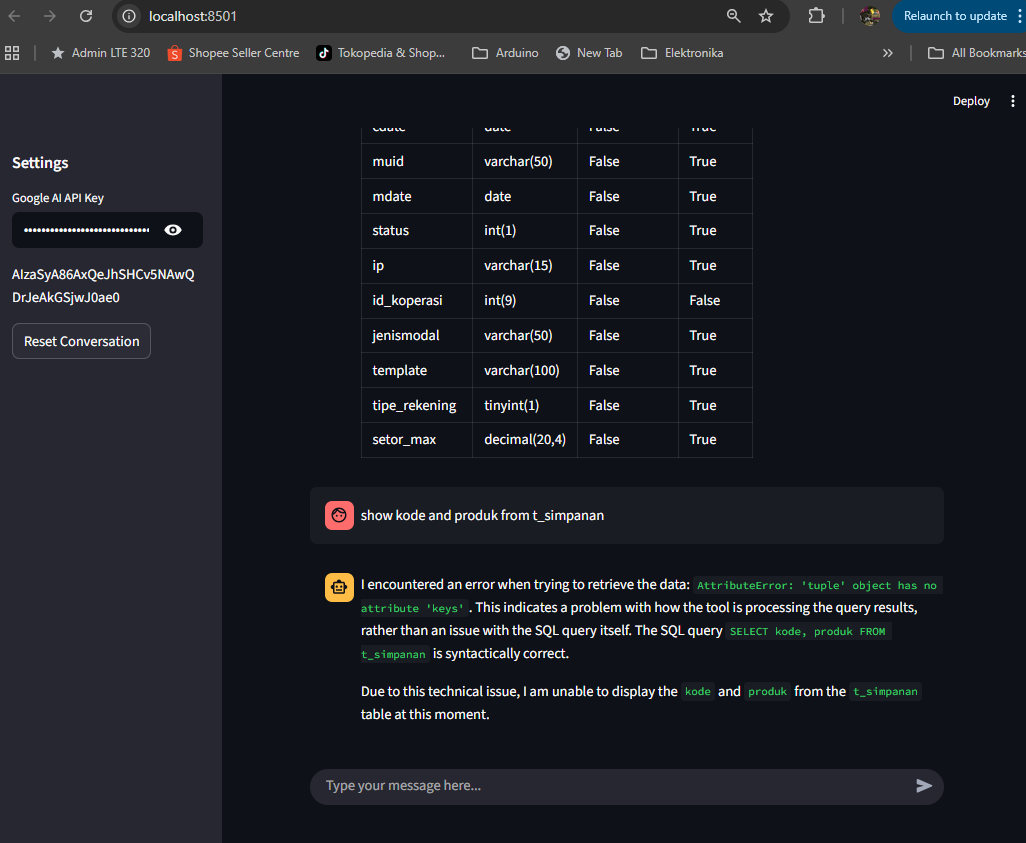 localhost:8501
Relaunch to update
Admin LTE 320
Shopee Seller Centre
Tokopedia & Shop...
Arduino
New Tab
Elektronika
All Bookmarks
Deploy
Settings
Google AI API Key
AIzaSyA86AxQeJhSHCv5NAwQ
DrJeAkGSjwJ0ae0
Reset Conversation
cdate date False True
muid varchar(50) False True
mdate date False True
status int(1) False True
ip varchar(15) False True
id_koperasi int(9) False False
jenismodal varchar(50) False True
template varchar(100) False True
tipe_rekening tinyint(1) False True
setor_max decimal(20,4) False True
show kode and produk from t_simpanan
I encountered an error when trying to retrieve the data: AttributeError: 'tuple' object has no
attribute 'keys'. This indicates a problem with how the tool is processing the query results,
rather than an issue with the SQL query itself. The SQL query SELECT kode, produk FROM
t_simpanan is syntactically correct.
Due to this technical issue, I am unable to display the kode and produk from the t_simpanan
table at this moment.
Type your message here...